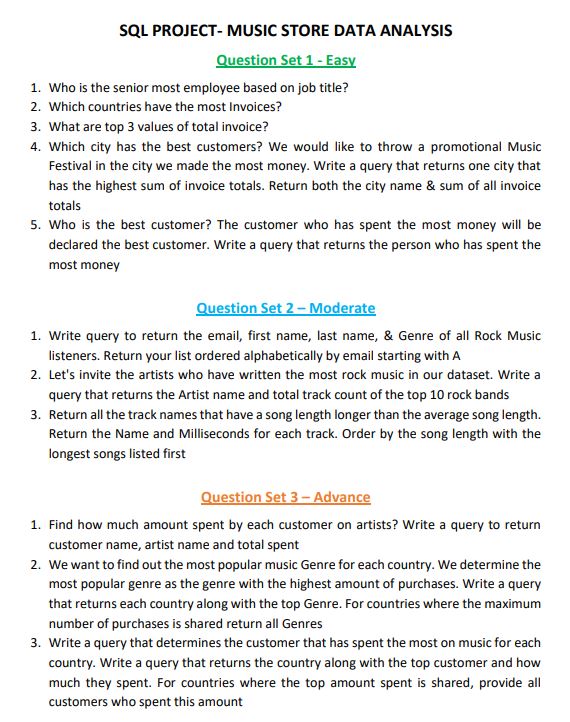 SQL PROJECT- MUSIC STORE DATA ANALYSIS
Question Set 1 - Easy
1. Who is the senior most employee based on job title?
2. Which countries have the most Invoices?
3. What are top 3 values of total invoice?
4. Which city has the best customers? We would like to throw a promotional Music
Festival in the city we made the most money. Write a query that returns one city that
has the highest sum of invoice totals. Return both the city name & sum of all invoice
totals
5. Who is the best customer? The customer who has spent the most money will be
declared the best customer. Write a query that returns the person who has spent the
most money
Question Set 2 – Moderate
1. Write query to return the email, first name, last name, & Genre of all Rock Music
listeners. Return your list ordered alphabetically by email starting with A
2. Let's invite the artists who have written the most rock music in our dataset. Write a
query that returns the Artist name and total track count of the top 10 rock bands
3. Return all the track names that have a song length longer than the average song length.
Return the Name and Milliseconds for each track. Order by the song length with the
longest songs listed first
Question Set 3 – Advance
1. Find how much amount spent by each customer on artists? Write a query to return
customer name, artist name and total spent
2. We want to find out the most popular music Genre for each country. We determine the
most popular genre as the genre with the highest amount of purchases. Write a query
that returns each country along with the top Genre. For countries where the maximum
number of purchases is shared return all Genres
3. Write a query that determines the customer that has spent the most on music for each
country. Write a query that returns the country along with the top customer and how
much they spent. For countries where the top amount spent is shared, provide all
customers who spent this amount